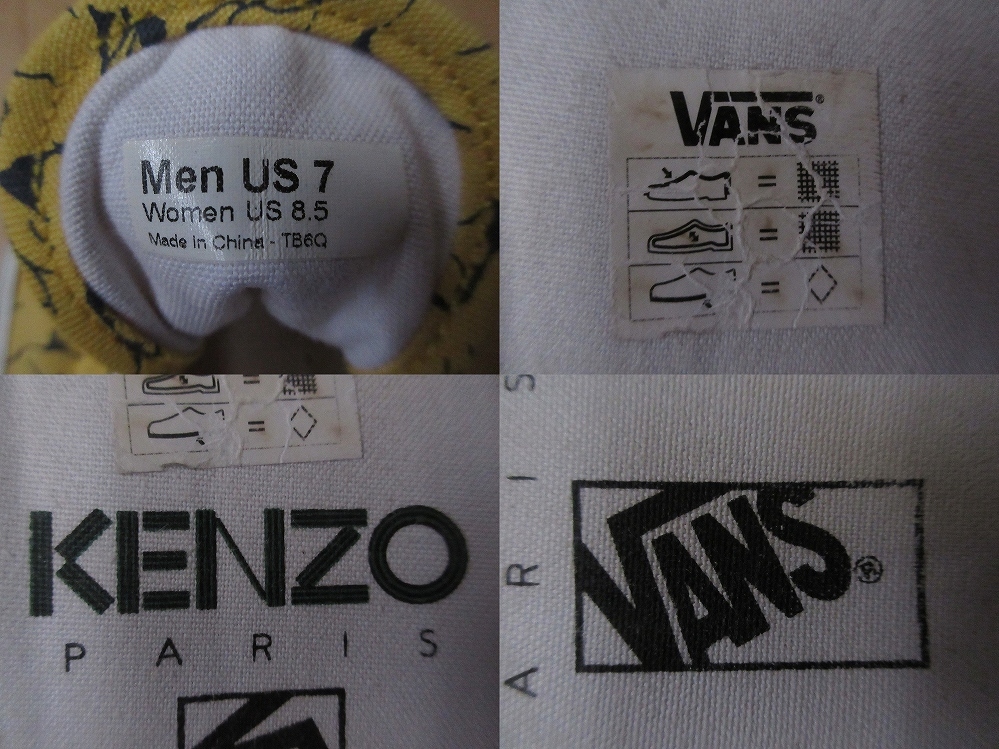 Men US 7
Women US 8.5
Made in China - TB6Q
VANS®
=
=
=
=
=
KENZO
PARIS
ARIS
VANS®